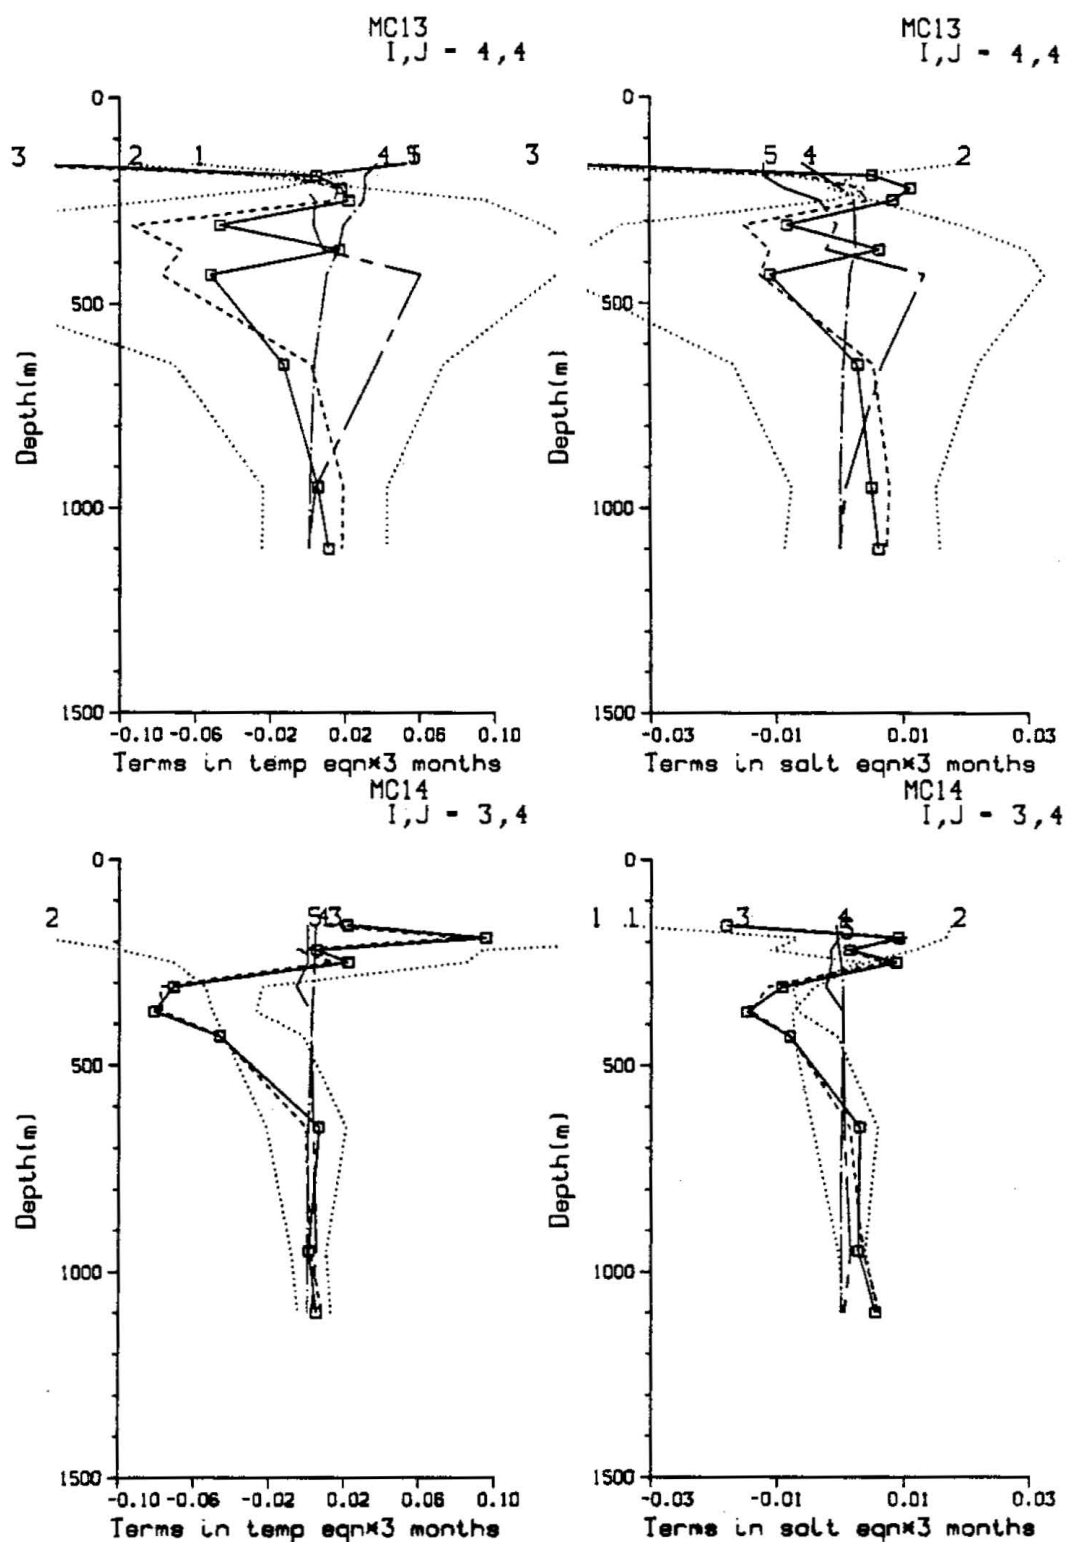 MC13
I,J = 4,4
0
3
2
1
4
5
500
Depth(m)
1000
1500
-0.10 -0.06 -0.02 0.02 0.06 0.10
Terms in temp eqn*3 months
MC13
I,J = 4,4
0
3
5
4
2
500
Depth(m)
1000
1500
-0.03 -0.01 0.01 0.03
Terms in salt eqn*3 months
MC14
I,J = 3,4
0
2
5
4
3
500
Depth(m)
1000
1500
-0.10 -0.06 -0.02 0.02 0.06 0.10
Terms in temp eqn*3 months
MC14
I,J = 3,4
0
1
1
3
4
5
2
500
Depth(m)
1000
1500
-0.03 -0.01 0.01 0.03
Terms in salt eqn*3 months